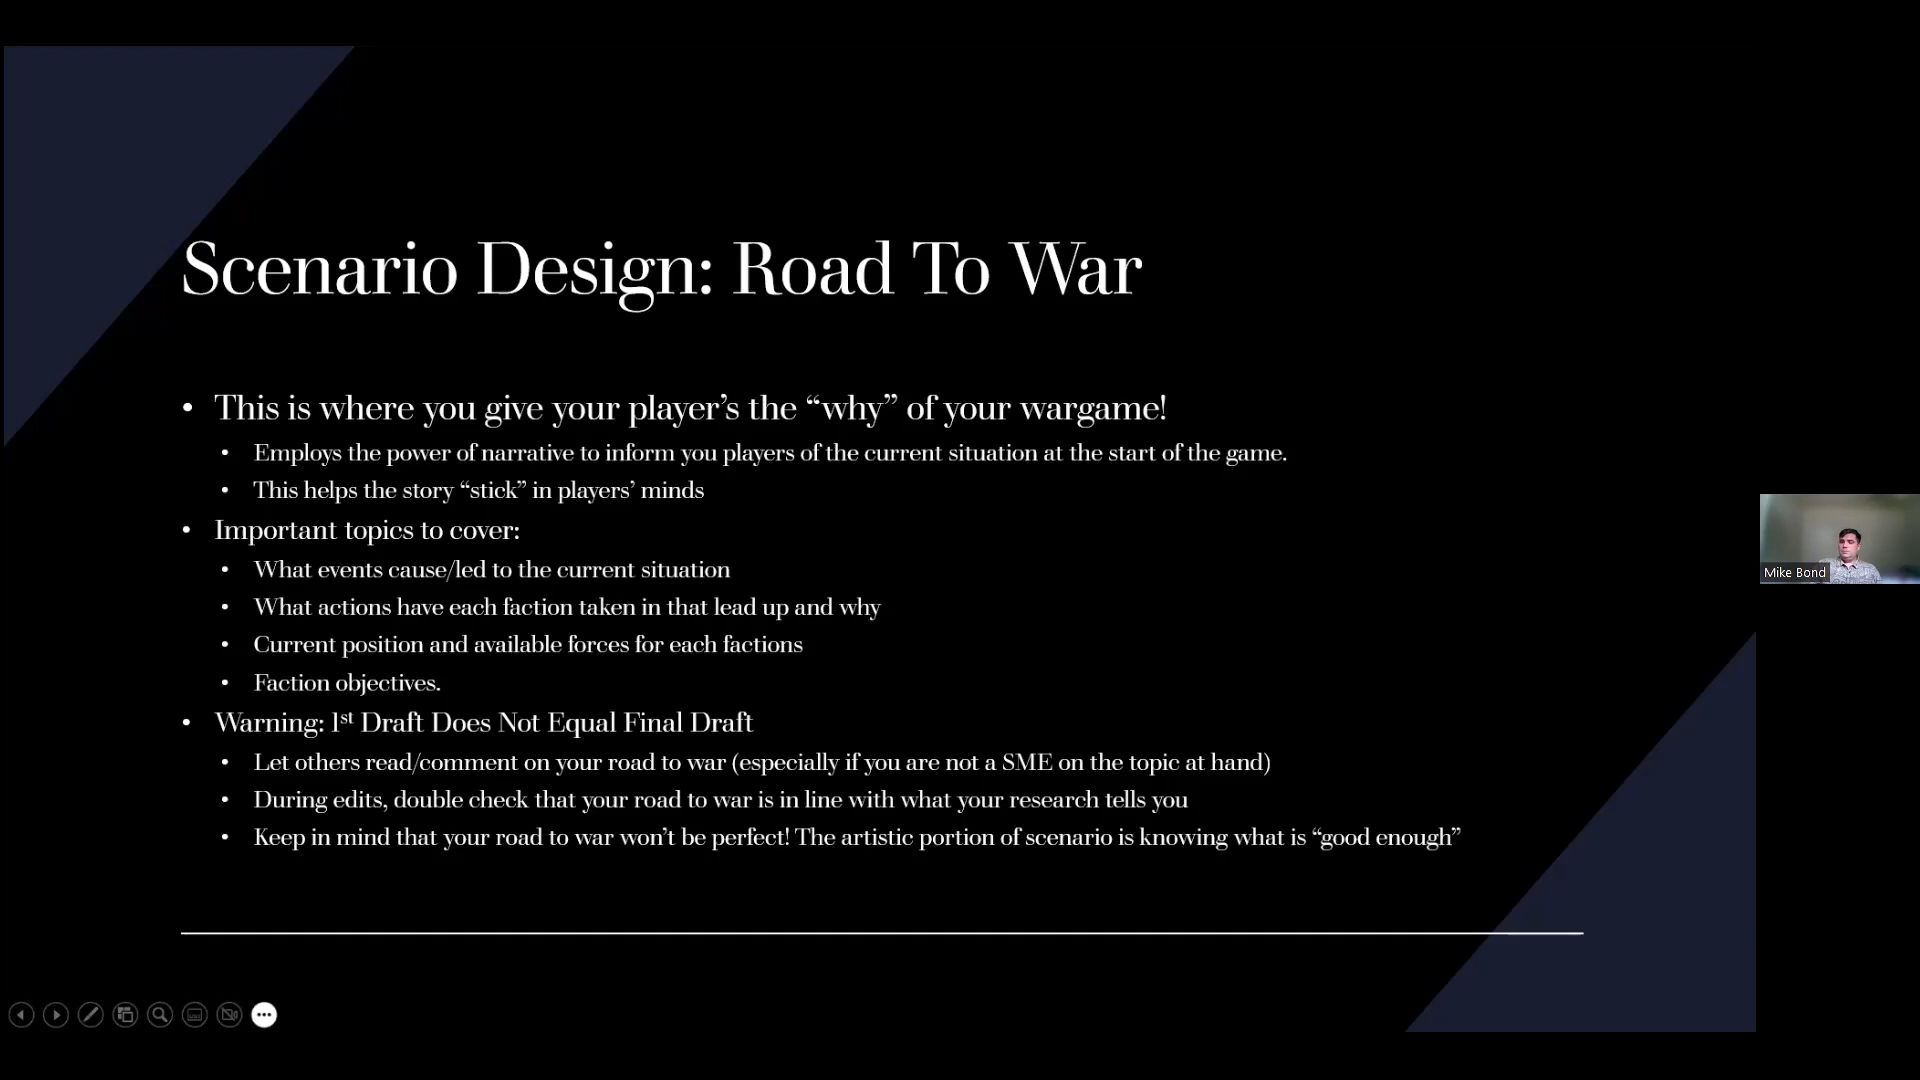 Scenario Design: Road To War
• This is where you give your player’s the “why” of your wargame!
• Employs the power of narrative to inform you players of the current situation at the start of the game.
• This helps the story “stick” in players’ minds
• Important topics to cover:
• What events cause/led to the current situation
• What actions have each faction taken in that lead up and why
• Current position and available forces for each factions
• Faction objectives.
• Warning: 1st Draft Does Not Equal Final Draft
• Let others read/comment on your road to war (especially if you are not a SME on the topic at hand)
• During edits, double check that your road to war is in line with what your research tells you
• Keep in mind that your road to war won’t be perfect! The artistic portion of scenario is knowing what is “good enough”
Mike Bond